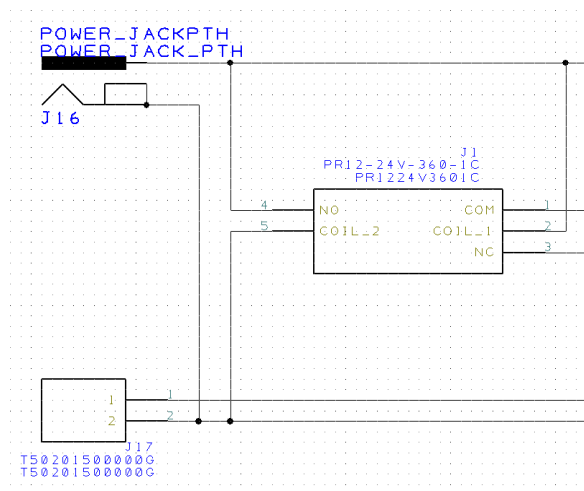 POWER_JACKPTH
POWER_JACK_PTH
J16
J1
PR12-24V-360-1C
PR1224V3601C
4 NO COM 1
5 COIL_2 COIL_1 2
NC 3
1 1
2 2
J17
T50201500000G
T50201500000G